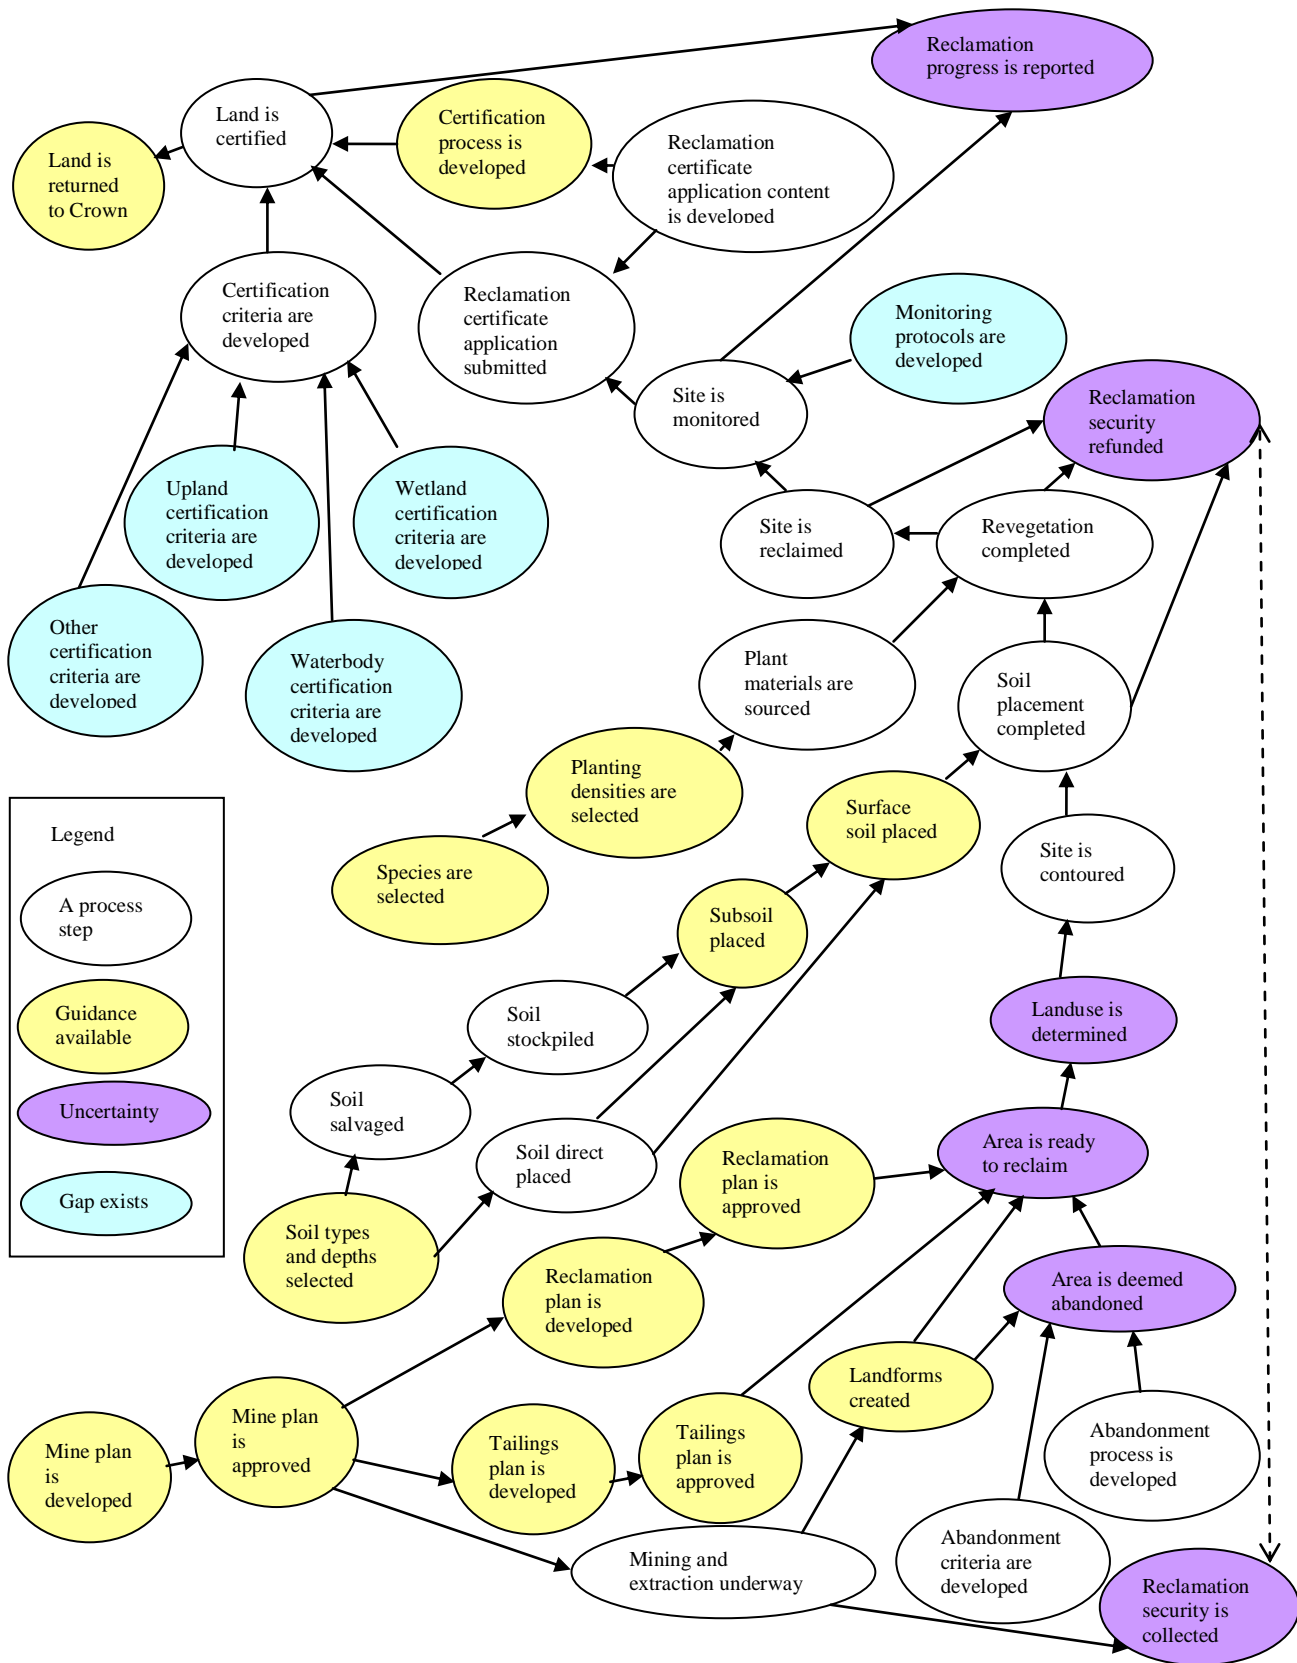 Reclamation
progress is reported
Land is
certified
Certification
process is
developed
Reclamation
certificate
application content
is developed
Land is
returned
to Crown
Certification
criteria are
developed
Reclamation
certificate
application
submitted
Monitoring
protocols are
developed
Site is
monitored
Reclamation
security
refunded
Upland
certification
criteria are
developed
Wetland
certification
criteria are
developed
Site is
reclaimed
Revegetation
completed
Other
certification
criteria are
developed
Waterbody
certification
criteria are
developed
Plant
materials are
sourced
Soil
placement
completed
Planting
densities are
selected
Surface
soil placed
Species are
selected
Site is
contoured
Legend
A process
step
Guidance
available
Uncertainty
Gap exists
Subsoil
placed
Soil
stockpiled
Landuse is
determined
Soil
salvaged
Soil direct
placed
Reclamation
plan is
approved
Area is ready
to reclaim
Soil types
and depths
selected
Reclamation
plan is
developed
Area is deemed
abandoned
Landforms
created
Mine plan
is
developed
Mine plan
is
approved
Tailings
plan is
developed
Tailings
plan is
approved
Abandonment
process is
developed
Mining and
extraction underway
Abandonment
criteria are
developed
Reclamation
security is
collected